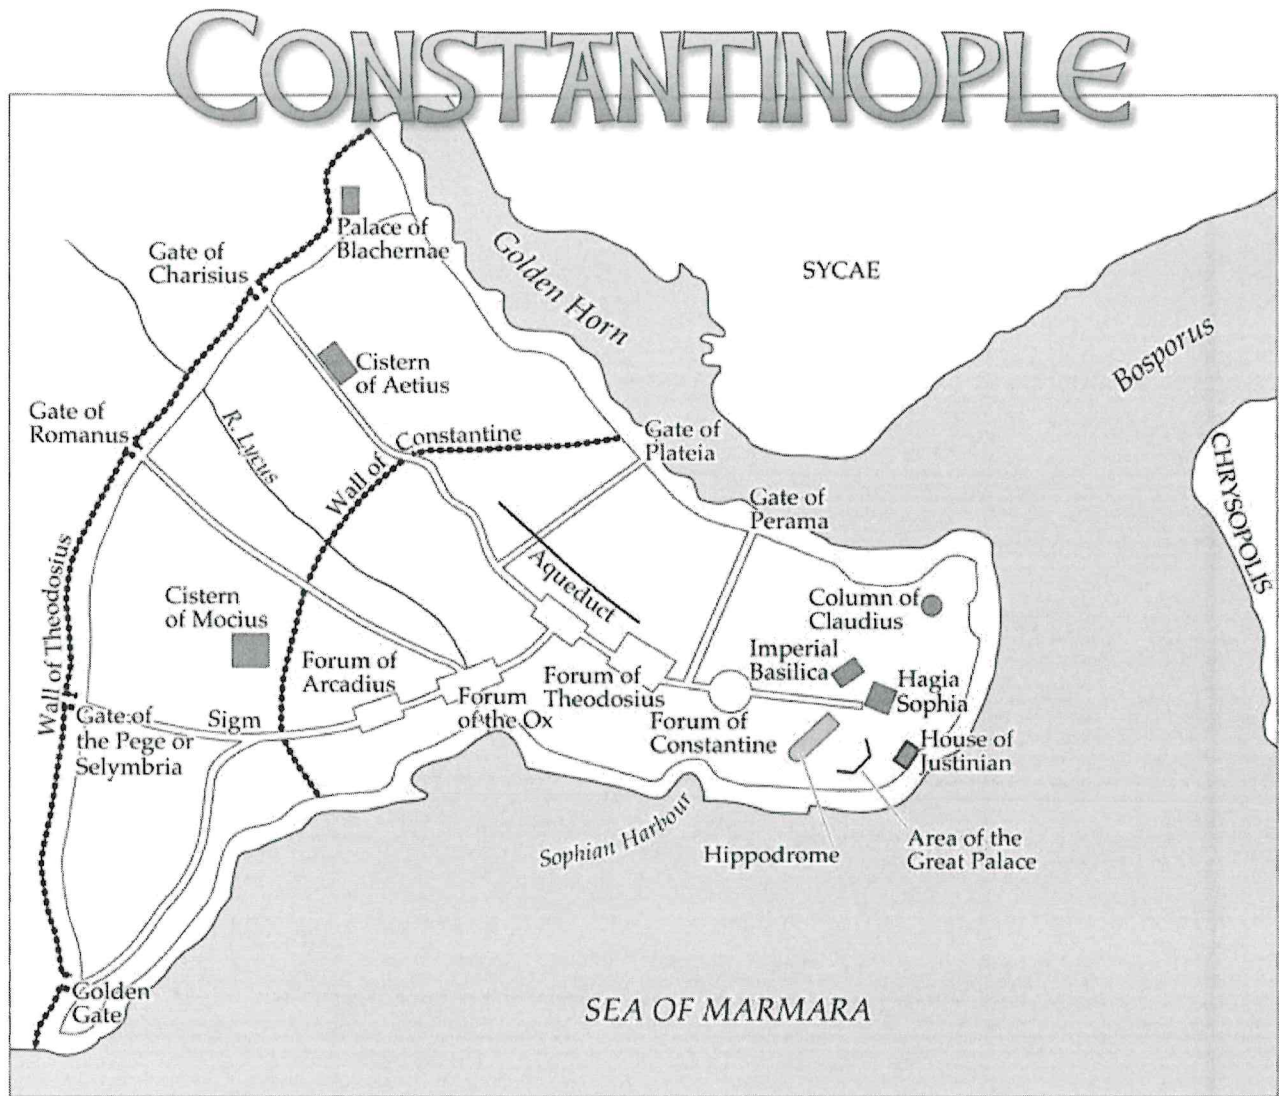 CONSTANTINOPLE
Palace of
Blachernae
Gate of
Charisius
Golden Horn
SYCAE
Bosporus
Cistern
of Aetius
Gate of
Romanus
R. Lycus
Wall of
Constantine
Gate of
Plateia
CHRYSOPOLIS
Gate of
Perama
Wall of Theodosius
Aqueduct
Cistern
of Mocius
Column of
Claudius
Imperial
Basilica
Forum of
Arcadius
Forum
of the Ox
Forum of
Theodosius
Hagia
Sophia
Gate of
the Pege or
Selymbria
Sigm
Forum of
Constantine
House of
Justinian
Sophian Harbour
Hippodrome
Area of the
Great Palace
Golden
Gate
SEA OF MARMARA